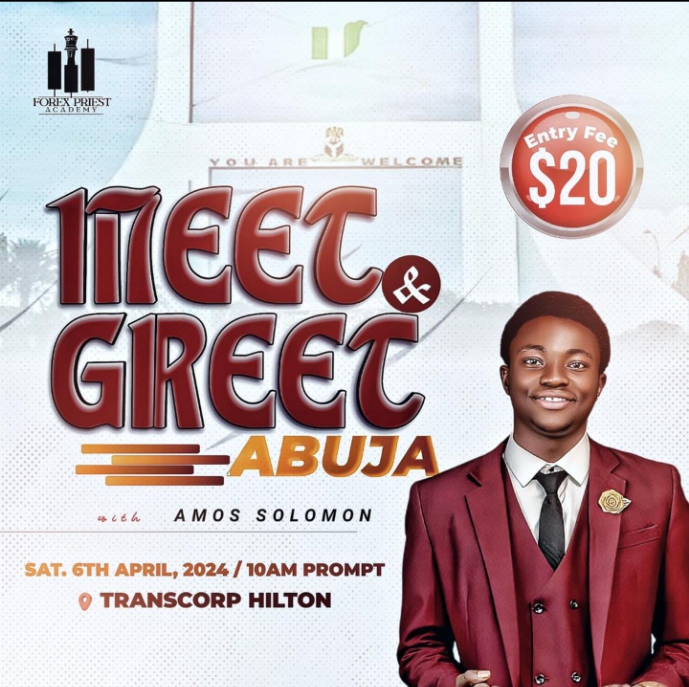 FOREX PRIEST
ACADEMY
Entry Fee
$20
YOU ARE WELCOME
MEET
&
GREET
ABUJA
with AMOS SOLOMON
SAT. 6TH APRIL, 2024 / 10AM PROMPT
TRANSCORP HILTON